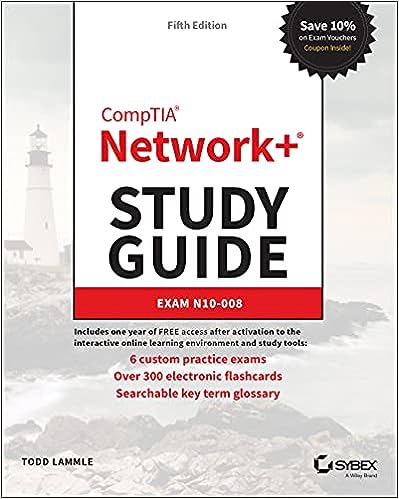 Fifth Edition
Save 10%
on Exam Vouchers
Coupon Inside!
CompTIA®
Network+®
STUDY
GUIDE
EXAM N10-008
Includes one year of FREE access after activation to the
interactive online learning environment and study tools:
6 custom practice exams
Over 300 electronic flashcards
Searchable key term glossary
TODD LAMMLE
SYBEX
A Wiley Brand